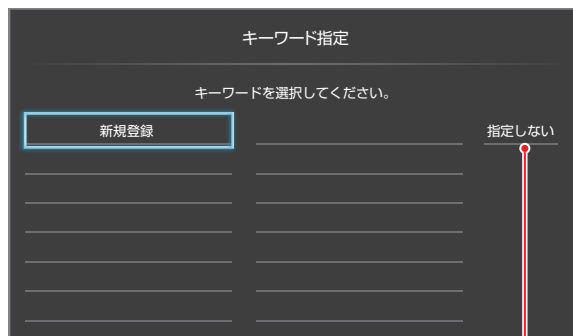 キーワード指定
キーワードを選択してください。
新規登録
指定しない